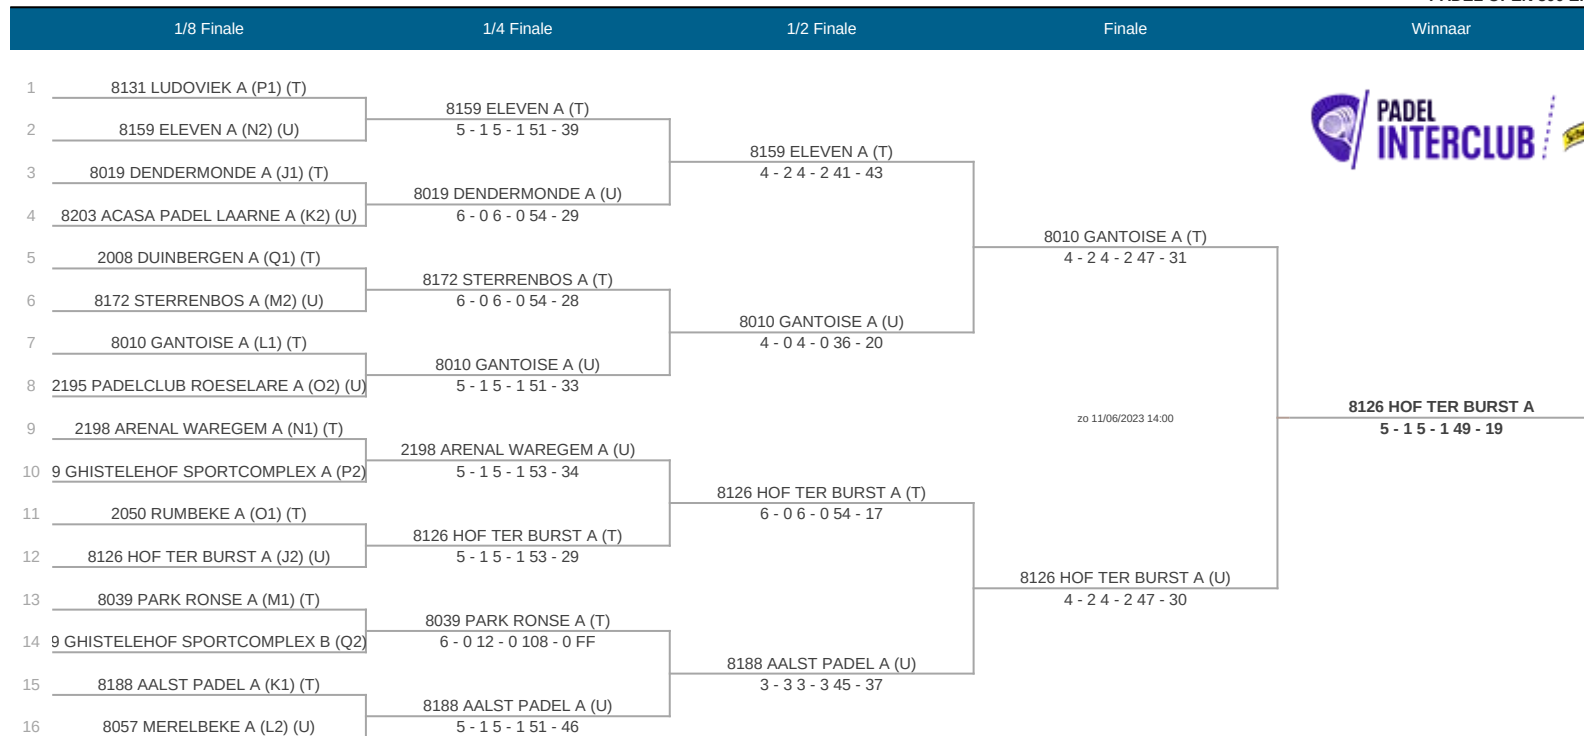 1/8 Finale 1/4 Finale 1/2 Finale Finale Winnaar
1 8131 LUDOVIEK A (P1) (T)
8159 ELEVEN A (T)
2 8159 ELEVEN A (N2) (U)
5 - 1 5 - 1 51 - 39
8159 ELEVEN A (T)
3 8019 DENDERMONDE A (J1) (T)
4 - 2 4 - 2 41 - 43
8019 DENDERMONDE A (U)
4 8203 ACASA PADEL LAARNE A (K2) (U)
6 - 0 6 - 0 54 - 29
8010 GANTOISE A (T)
5 2008 DUINBERGEN A (Q1) (T)
4 - 2 4 - 2 47 - 31
8172 STERRENBOS A (T)
6 8172 STERRENBOS A (M2) (U)
6 - 0 6 - 0 54 - 28
8010 GANTOISE A (U)
7 8010 GANTOISE A (L1) (T)
4 - 0 4 - 0 36 - 20
8010 GANTOISE A (U)
8 2195 PADELCLUB ROESELARE A (O2) (U)
5 - 1 5 - 1 51 - 33
8126 HOF TER BURST A
zo 11/06/2023 14:00
9 2198 ARENAL WAREGEM A (N1) (T)
5 - 1 5 - 1 49 - 19
2198 ARENAL WAREGEM A (U)
10 9 GHISTELEHOF SPORTCOMPLEX A (P2)
5 - 1 5 - 1 53 - 34
8126 HOF TER BURST A (T)
11 2050 RUMBEKE A (O1) (T)
6 - 0 6 - 0 54 - 17
8126 HOF TER BURST A (T)
12 8126 HOF TER BURST A (J2) (U)
5 - 1 5 - 1 53 - 29
8126 HOF TER BURST A (U)
13 8039 PARK RONSE A (M1) (T)
4 - 2 4 - 2 47 - 30
8039 PARK RONSE A (T)
14 9 GHISTELEHOF SPORTCOMPLEX B (Q2)
6 - 0 12 - 0 108 - 0 FF
8188 AALST PADEL A (U)
15 8188 AALST PADEL A (K1) (T)
3 - 3 3 - 3 45 - 37
8188 AALST PADEL A (U)
16 8057 MERELBEKE A (L2) (U)
5 - 1 5 - 1 51 - 46
PADEL
INTERCLUB